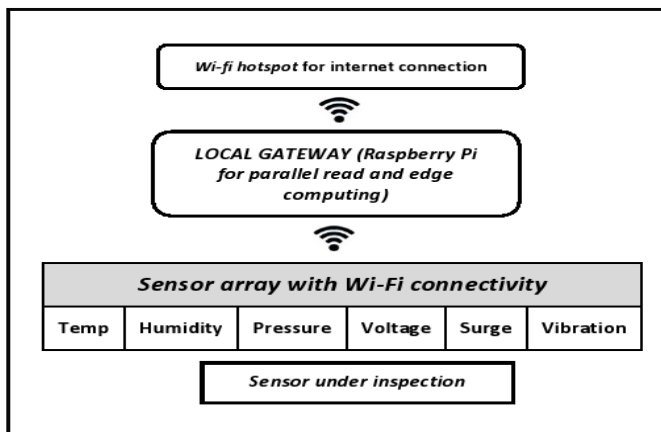 Wi-fi hotspot for internet connection
LOCAL GATEWAY (Raspberry Pi
for parallel read and edge
computing)
Sensor array with Wi-Fi connectivity
Temp Humidity Pressure Voltage Surge Vibration
Sensor under inspection